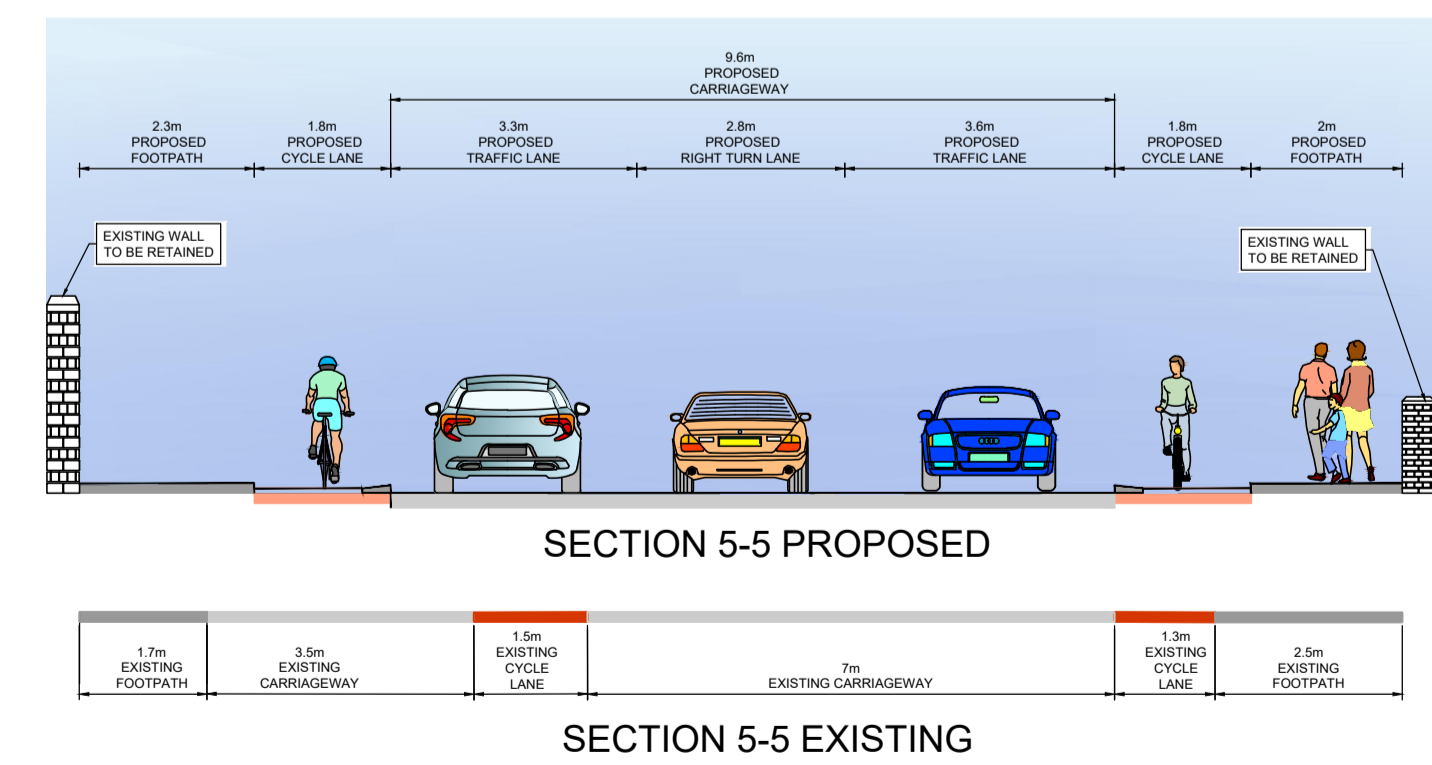 9.6m
PROPOSED
CARRIAGEWAY
2.3m
PROPOSED
FOOTPATH
1.8m
PROPOSED
CYCLE LANE
3.3m
PROPOSED
TRAFFIC LANE
2.8m
PROPOSED
RIGHT TURN LANE
3.6m
PROPOSED
TRAFFIC LANE
1.8m
PROPOSED
CYCLE LANE
2m
PROPOSED
FOOTPATH
EXISTING WALL
TO BE RETAINED
EXISTING WALL
TO BE RETAINED
SECTION 5-5 PROPOSED
1.7m
EXISTING
FOOTPATH
3.5m
EXISTING
CARRIAGEWAY
1.5m
EXISTING
CYCLE
LANE
7m
EXISTING CARRIAGEWAY
1.3m
EXISTING
CYCLE
LANE
2.5m
EXISTING
FOOTPATH
SECTION 5-5 EXISTING